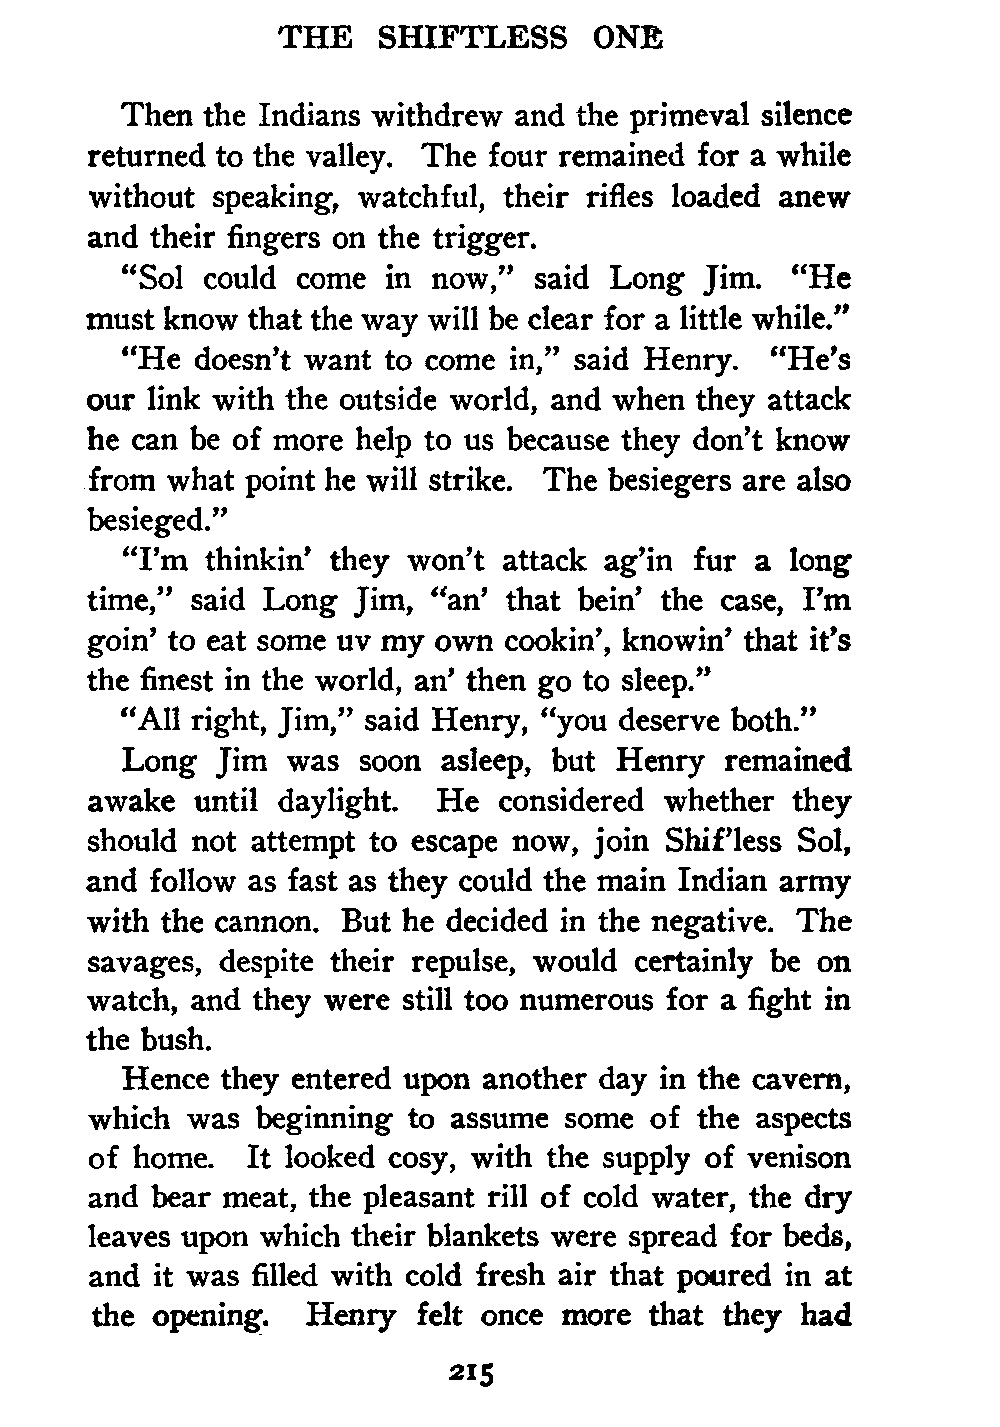 THE SHIFTLESS ONE
Then the Indians withdrew and the primeval silence
returned to the valley. The four remained for a while
without speaking, watchful, their rifles loaded anew
and their fingers on the trigger.
“Sol could come in now,” said Long Jim. “He
must know that the way will be clear for a little while.”
“He doesn’t want to come in,” said Henry. “He’s
our link with the outside world, and when they attack
he can be of more help to us because they don’t know
from what point he will strike. The besiegers are also
besieged.”
“I’m thinkin’ they won’t attack ag’in fur a long
time,” said Long Jim, “an’ that bein’ the case, I’m
goin’ to eat some uv my own cookin’, knowin’ that it’s
the finest in the world, an’ then go to sleep.”
“All right, Jim,” said Henry, “you deserve both.”
Long Jim was soon asleep, but Henry remained
awake until daylight. He considered whether they
should not attempt to escape now, join Shif’less Sol,
and follow as fast as they could the main Indian army
with the cannon. But he decided in the negative. The
savages, despite their repulse, would certainly be on
watch, and they were still too numerous for a fight in
the bush.
Hence they entered upon another day in the cavern,
which was beginning to assume some of the aspects
of home. It looked cosy, with the supply of venison
and bear meat, the pleasant rill of cold water, the dry
leaves upon which their blankets were spread for beds,
and it was filled with cold fresh air that poured in at
the opening. Henry felt once more that they had
215